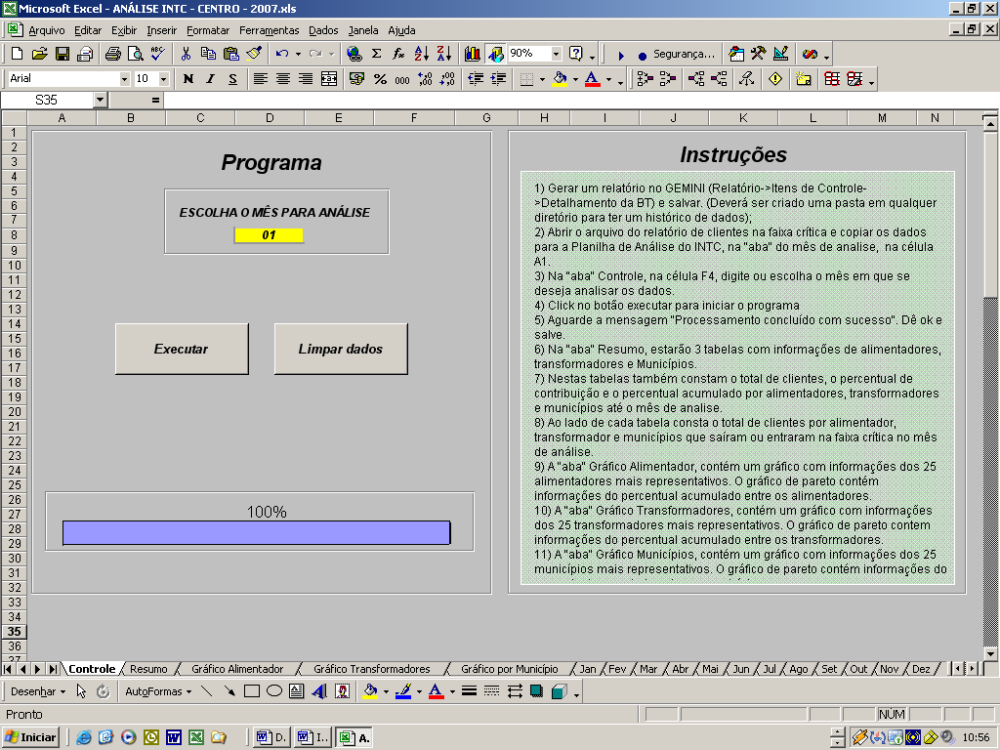 Microsoft Excel - ANÁLISE INTC - CENTRO - 2007.xls
Arquivo Editar Exibir Inserir Formatar Ferramentas Dados Janela Ajuda
90%
Segurança...
Arial 10 N I S
S35 =
A B C D E F G H I J K L M N
1
2
3
4
5
6
7
8
9
10
11
12
13
14
15
16
17
18
19
20
21
22
23
24
25
26
27
28
29
30
31
32
33
34
35
36
37
Programa
ESCOLHA O MÊS PARA ANÁLISE
01
Executar
Limpar dados
100%
Instruções
1) Gerar um relatório no GEMINI (Relatório->Itens de Controle-
>Detalhamento da BT) e salvar. (Deverá ser criado uma pasta em qualquer
diretório para ter um histórico de dados);
2) Abrir o arquivo do relatório de clientes na faixa crítica e copiar os dados
para a Planilha de Análise do INTC, na "aba" do mês de analise, na célula
A1.
3) Na "aba" Controle, na célula F4, digite ou escolha o mês em que se
deseja analisar os dados.
4) Click no botão executar para iniciar o programa
5) Aguarde a mensagem "Processamento concluído com sucesso". Dê ok e
salve.
6) Na "aba" Resumo, estarão 3 tabelas com informações de alimentadores,
transformadores e Municípios.
7) Nestas tabelas também constam o total de clientes, o percentual de
contribuição e o percentual acumulado por alimentadores, transformadores
e municípios até o mês de analise.
8) Ao lado de cada tabela consta o total de clientes por alimentador,
transformador e municípios que saíram ou entraram na faixa crítica no mês
de análise.
9) A "aba" Gráfico Alimentador, contém um gráfico com informações dos 25
alimentadores mais representativos. O gráfico de pareto contém
informações do percentual acumulado entre os alimentadores.
10) A "aba" Gráfico Transformadores, contém um gráfico com informações
dos 25 transformadores mais representativos. O gráfico de pareto contem
informações do percentual acumulado entre os transformadores.
11) A "aba" Gráfico Municípios, contém um gráfico com informações dos 25
municípios mais representativos. O gráfico de pareto contém informações do
Controle Resumo Gráfico Alimentador Gráfico Transformadores Gráfico por Município Jan Fev Mar Abr Mai Jun Jul Ago Set Out Nov Dez
Desenhar AutoFormas
Pronto
NÚM
Iniciar
D.
I..
A.
10:56